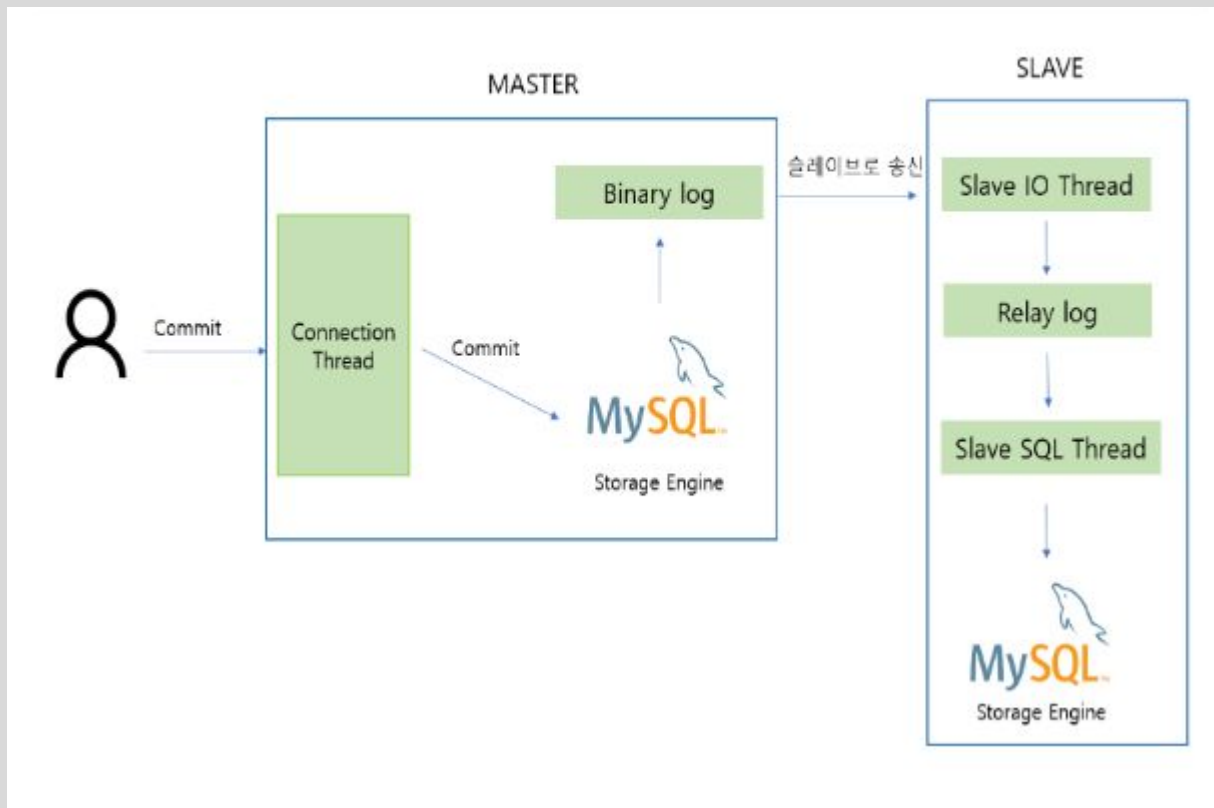 MASTER
SLAVE
Binary log
슬레이브로 송신
Slave IO Thread
Relay log
Commit
Connection
Thread
Commit
MySQL
Storage Engine
Slave SQL Thread
MySQL
Storage Engine